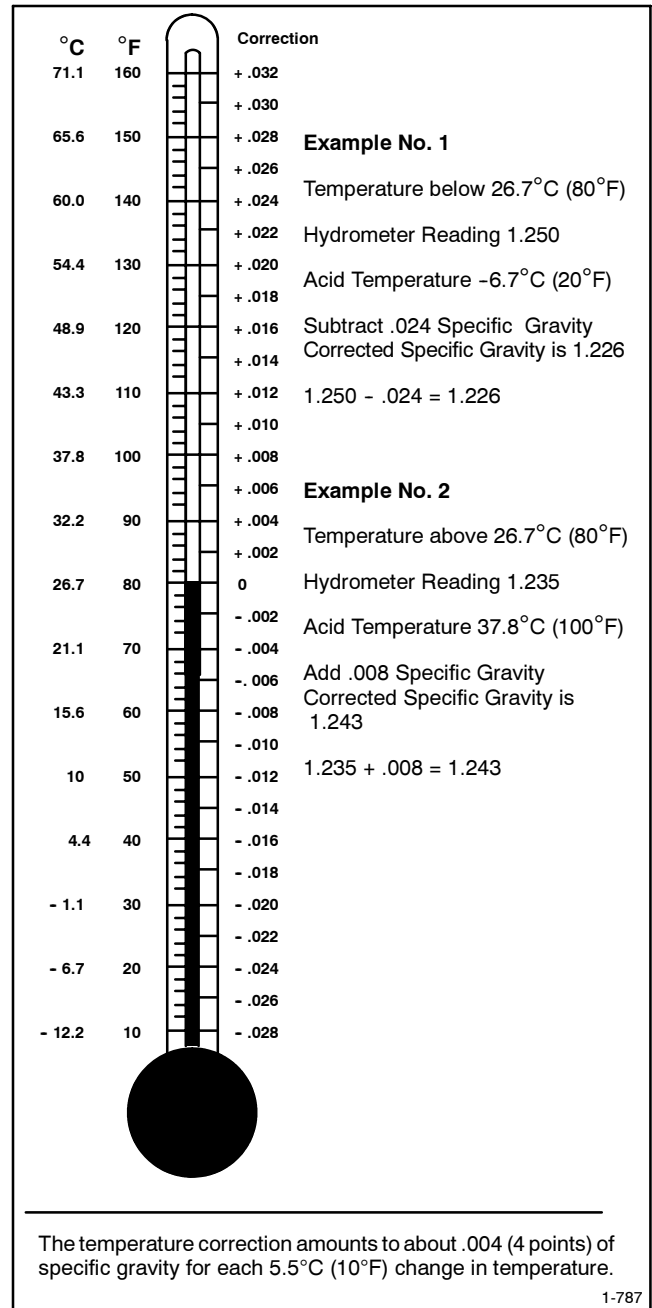 °C °F Correction
71.1 160 + .032
+ .030
65.6 150 + .028
+ .026
60.0 140 + .024
+ .022
54.4 130 + .020
+ .018
48.9 120 + .016
+ .014
43.3 110 + .012
+ .010
37.8 100 + .008
+ .006
32.2 90 + .004
+ .002
26.7 80 0
- .002
21.1 70 - .004
-. 006
15.6 60 - .008
- .010
10 50 - .012
- .014
4.4 40 - .016
- .018
- 1.1 30 - .020
- .022
- 6.7 20 - .024
- .026
- 12.2 10 - .028
Example No. 1
Temperature below 26.7°C (80°F)
Hydrometer Reading 1.250
Acid Temperature -6.7°C (20°F)
Subtract .024 Specific Gravity
Corrected Specific Gravity is 1.226
1.250 - .024 = 1.226
Example No. 2
Temperature above 26.7°C (80°F)
Hydrometer Reading 1.235
Acid Temperature 37.8°C (100°F)
Add .008 Specific Gravity
Corrected Specific Gravity is
1.243
1.235 + .008 = 1.243
The temperature correction amounts to about .004 (4 points) of
specific gravity for each 5.5°C (10°F) change in temperature.
1-787